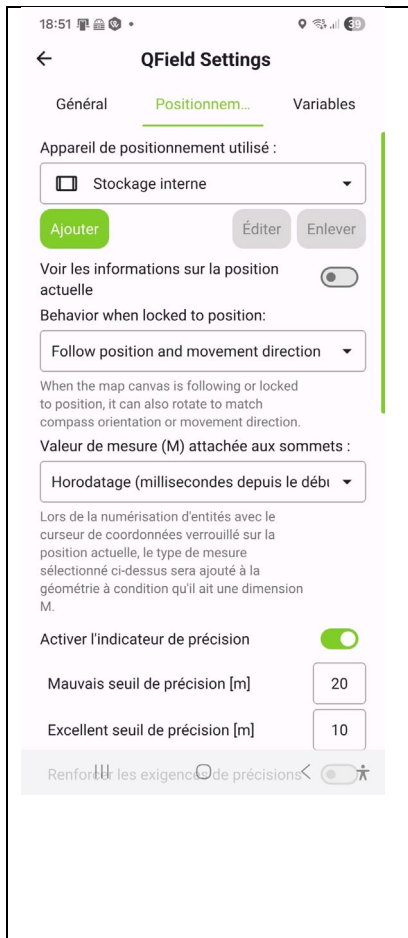 18:51
39
QField Settings
Général Positionnem... Variables
Appareil de positionnement utilisé :
Stockage interne
Ajouter Éditer Enlever
Voir les informations sur la position
actuelle
Behavior when locked to position:
Follow position and movement direction
When the map canvas is following or locked
to position, it can also rotate to match
compass orientation or movement direction.
Valeur de mesure (M) attachée aux sommets :
Horodatage (millisecondes depuis le débu
Lors de la numérisation d'entités avec le
curseur de coordonnées verrouillé sur la
position actuelle, le type de mesure
sélectionné ci-dessus sera ajouté à la
géométrie à condition qu'il ait une dimension
M.
Activer l'indicateur de précision
Mauvais seuil de précision [m] 20
Excellent seuil de précision [m] 10
Renforcer les exigences de précisions